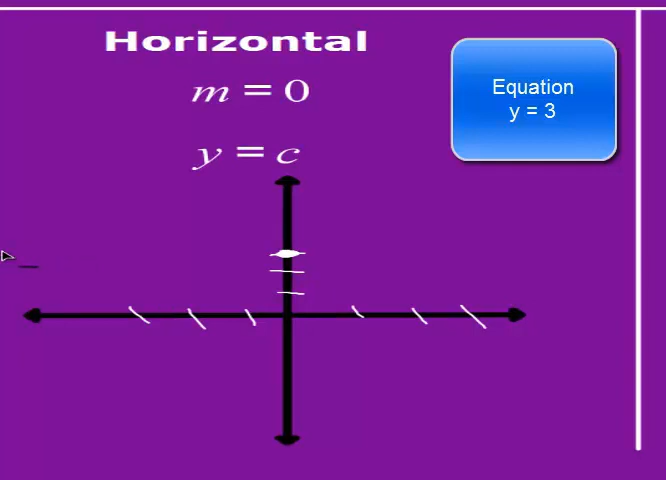 Horizontal
m = 0
y = c
Equation
y = 3